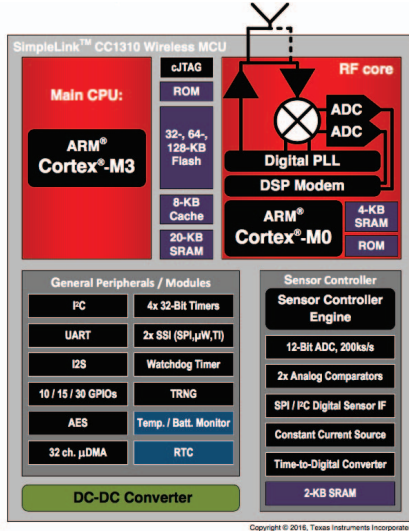 SimpleLink™ CC1310 Wireless MCU
Main CPU:
ARM®
Cortex®-M3
cJTAG
ROM
32-, 64-,
128-KB
Flash
8-KB
Cache
20-KB
SRAM
RF core
ADC
ADC
Digital PLL
DSP Modem
ARM®
Cortex®-M0
4-KB
SRAM
ROM
General Peripherals / Modules
I²C
4x 32-Bit Timers
UART
2x SSI (SPI,µW,TI)
I2S
Watchdog Timer
10 / 15 / 30 GPIOs
TRNG
AES
Temp. / Batt. Monitor
32 ch. µDMA
RTC
DC-DC Converter
Sensor Controller
Sensor Controller
Engine
12-Bit ADC, 200ks/s
2x Analog Comparators
SPI / I²C Digital Sensor IF
Constant Current Source
Time-to-Digital Converter
2-KB SRAM
Copyright © 2016, Texas Instruments Incorporate